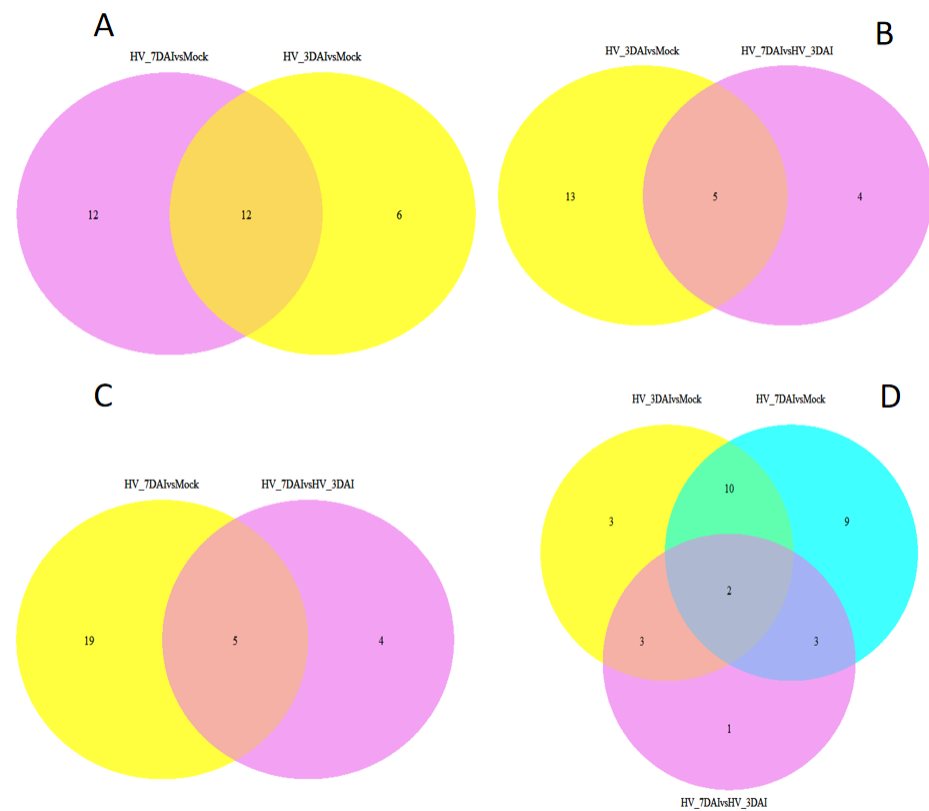 A
HV_7DAIvsMock HV_3DAIvsMock
12 12 6
B
HV_3DAIvsMock HV_7DAIvsHV_3DAI
13 5 4
C
HV_7DAIvsMock HV_7DAIvsHV_3DAI
19 5 4
D
HV_3DAIvsMock HV_7DAIvsMock
10
3 9
2
3 3
1
HV_7DAIvsHV_3DAI